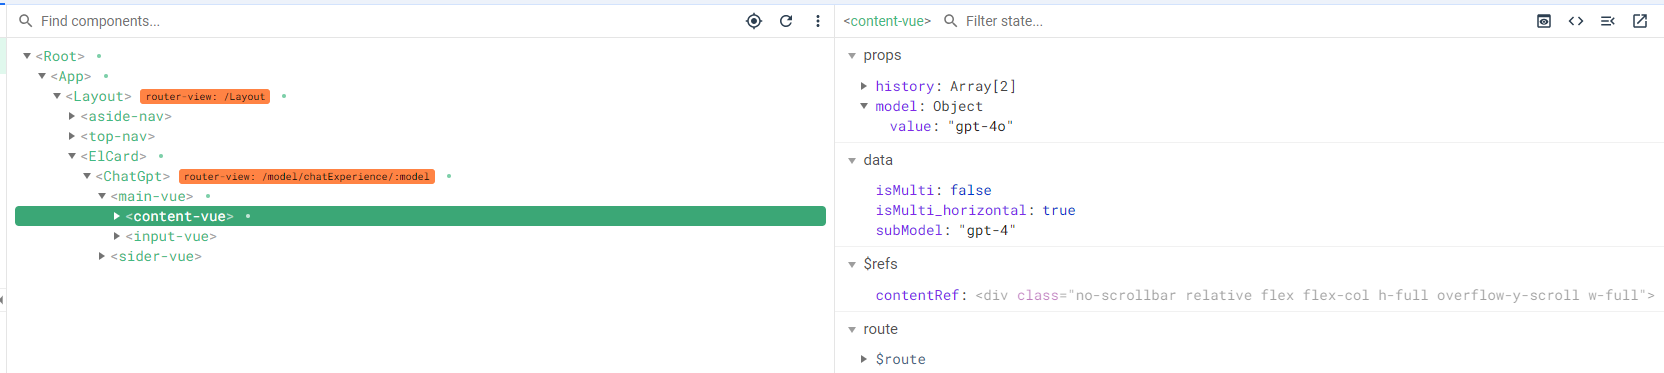 Find components...
<Root>
<App>
<Layout> router-view: /Layout
<aside-nav>
<top-nav>
<ElCard>
<ChatGpt> router-view: /model/chatExperience/:model
<main-vue>
<content-vue>
<input-vue>
<sider-vue>
<content-vue> Filter state...
props
history: Array[2]
model: Object
value: "gpt-4o"
data
isMulti: false
isMulti_horizontal: true
subModel: "gpt-4"
$refs
contentRef: <div class="no-scrollbar relative flex flex-col h-full overflow-y-scroll w-full">
route
$route